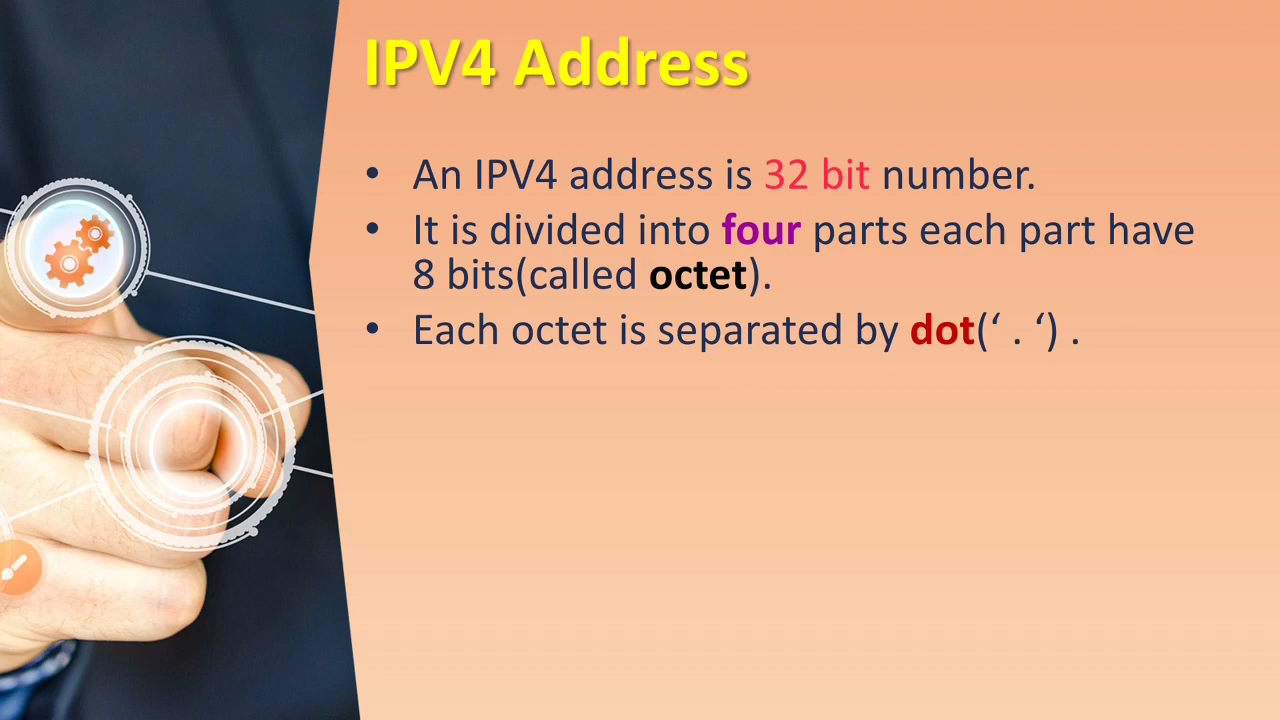 IPV4 Address
• An IPV4 address is 32 bit number.
• It is divided into four parts each part have
8 bits(called octet).
• Each octet is separated by dot(‘ . ‘) .